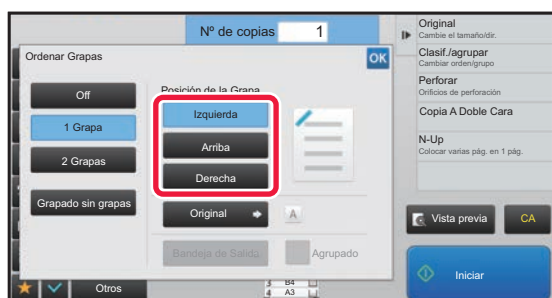 Nº de copias 1
Ordenar Grapas
OK
Off
1 Grapa
2 Grapas
Grapado sin grapas
Posición de la Grapa
Izquierda
Arriba
Derecha
Original
A
Bandeja de Salida
Agrupado
Otros
3 B4
4 A3
Original
Cambie el tamaño/dir.
Clasif./agrupar
Cambiar orden/grupo
Perforar
Orificios de perforación
Copia A Doble Cara
N-Up
Colocar varias pág. en 1 pág.
Vista previa
CA
Iniciar